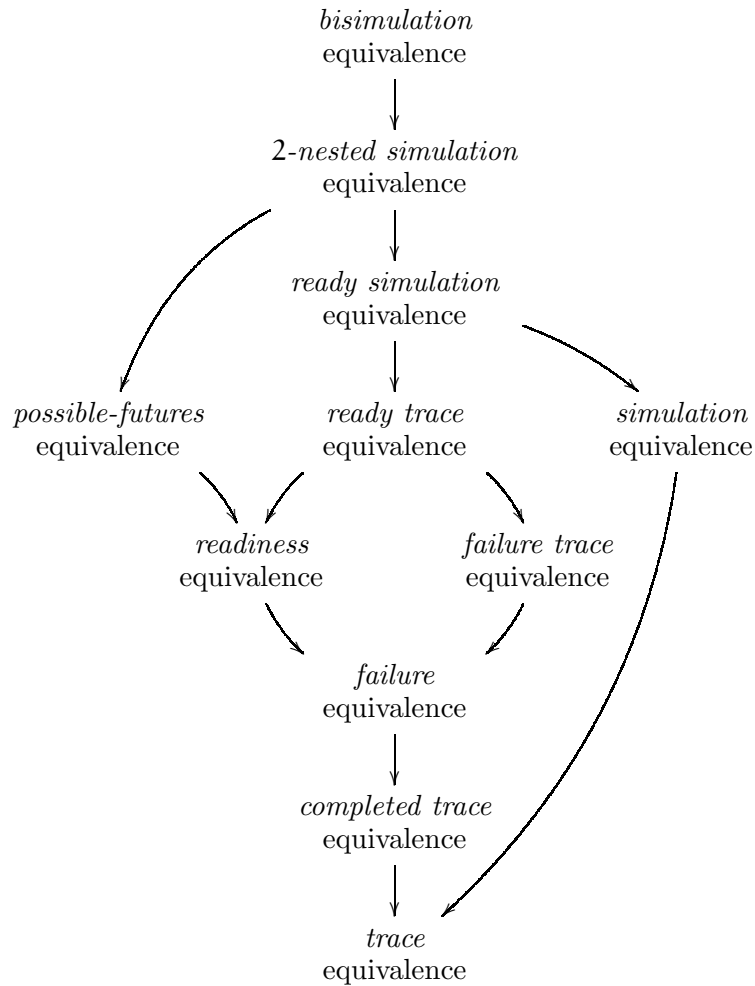 bisimulation
equivalence
2-nested simulation
equivalence
ready simulation
equivalence
possible-futures
equivalence
ready trace
equivalence
simulation
equivalence
readiness
equivalence
failure trace
equivalence
failure
equivalence
completed trace
equivalence
trace
equivalence